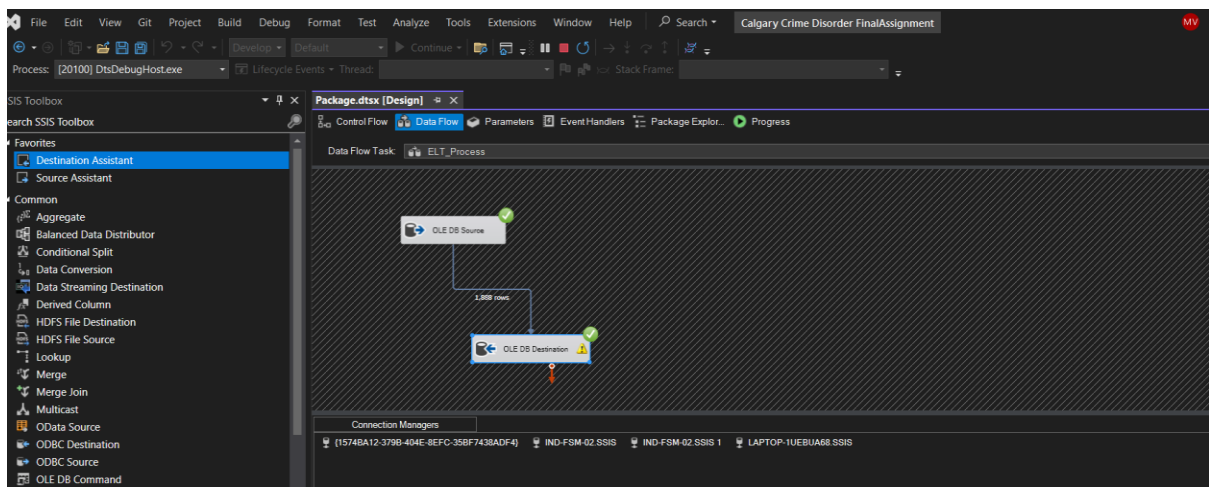 File Edit View Git Project Build Debug Format Test Analyze Tools Extensions Window Help Search Calgary Crime Disorder FinalAssignment MV
Develop Default Continue
Process: [20100] DtsDebugHost.exe Lifecycle Events Thread: Stack Frame:
SIS Toolbox
earch SSIS Toolbox
Favorites
Destination Assistant
Source Assistant
Common
Aggregate
Balanced Data Distributor
Conditional Split
Data Conversion
Data Streaming Destination
Derived Column
HDFS File Destination
HDFS File Source
Lookup
Merge
Merge Join
Multicast
OData Source
ODBC Destination
ODBC Source
OLE DB Command
Package.dtsx [Design]
Control Flow Data Flow Parameters Event Handlers Package Explor... Progress
Data Flow Task: ELT_Process
OLE DB Source
1,888 rows
OLE DB Destination
Connection Managers
{1574BA12-379B-404E-8EFC-35BF7438ADF4} IND-FSM-02.SSIS IND-FSM-02.SSIS 1 LAPTOP-1UEBUA68.SSIS